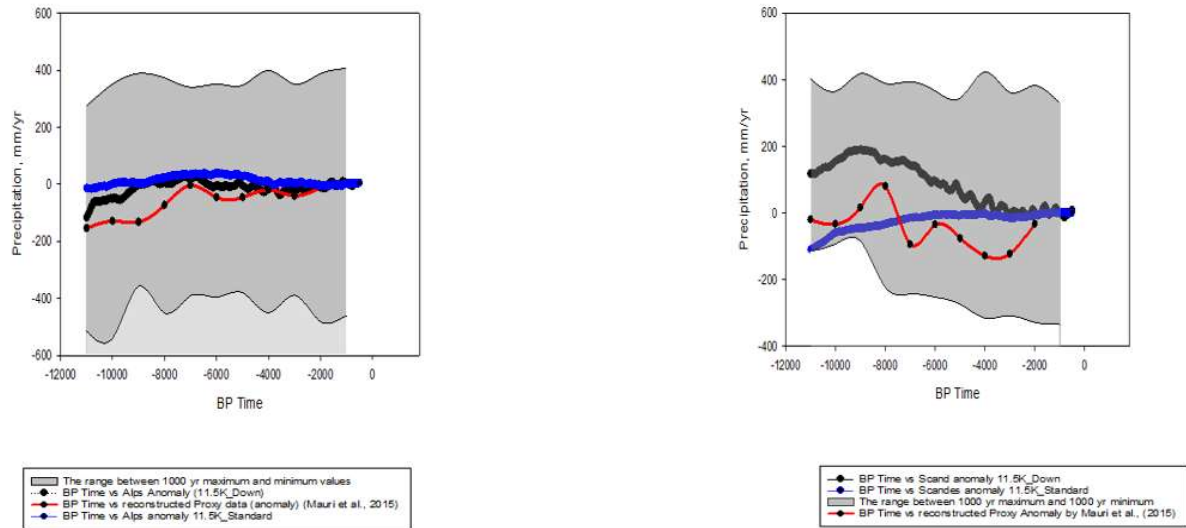 600
400
200
0
-200
-400
-600
Precipitation, mm/yr
-12000 -10000 -8000 -6000 -4000 -2000 0
BP Time
The range between 1000 yr maximum and minimum values
BP Time vs Alps Anomaly (11.5K_Down)
BP Time vs reconstructed Proxy data (anomaly) (Mauri et al., 2015)
BP Time vs Alps anomaly 11.5K_Standard
600
400
200
0
-200
-400
Precipitation, mm/yr
-12000 -10000 -8000 -6000 -4000 -2000 0
BP Time
BP Time vs Scand anomaly 11.5K_Down
BP Time vs Scandes anomaly 11.5K_Standard
The range between 1000 yr maximum and 1000 yr minimum
BP Time vs reconstructed Proxy Anomaly by Mauri et al., (2015)